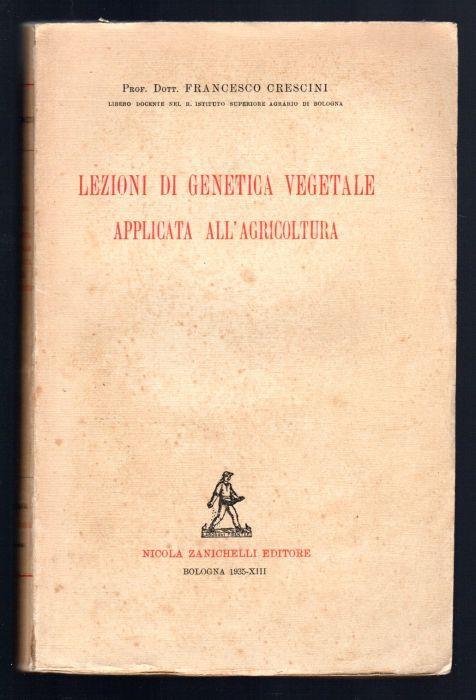 PROF. DOTT. FRANCESCO CRESCINI
LIBERO DOCENTE NEL R. ISTITUTO SUPERIORE AGRARIO DI BOLOGNA
LEZIONI DI GENETICA VEGETALE
APPLICATA ALL'AGRICOLTURA
NICOLA ZANICHELLI EDITORE
BOLOGNA 1935-XIII